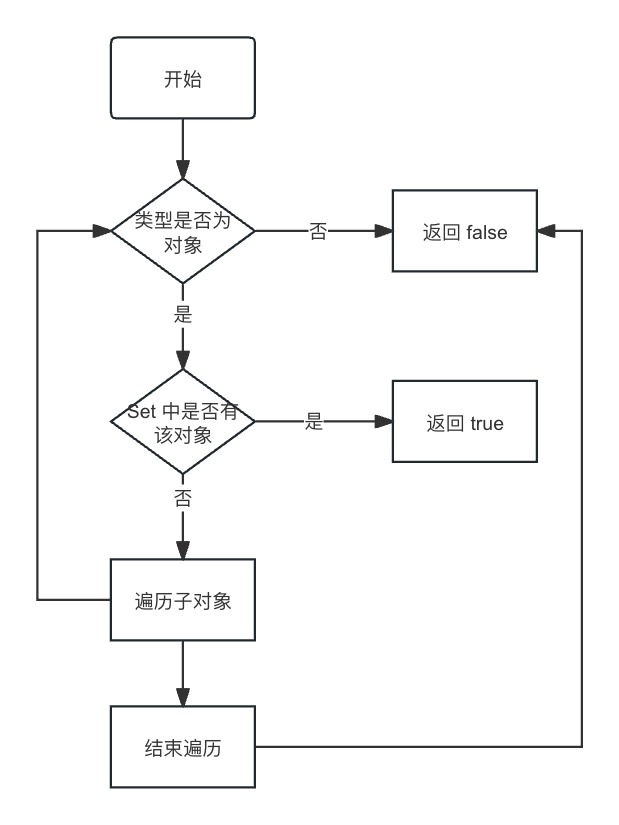 开始
类型是否为
对象
否
返回 false
是
Set 中是否有
该对象
是
返回 true
否
遍历子对象
结束遍历